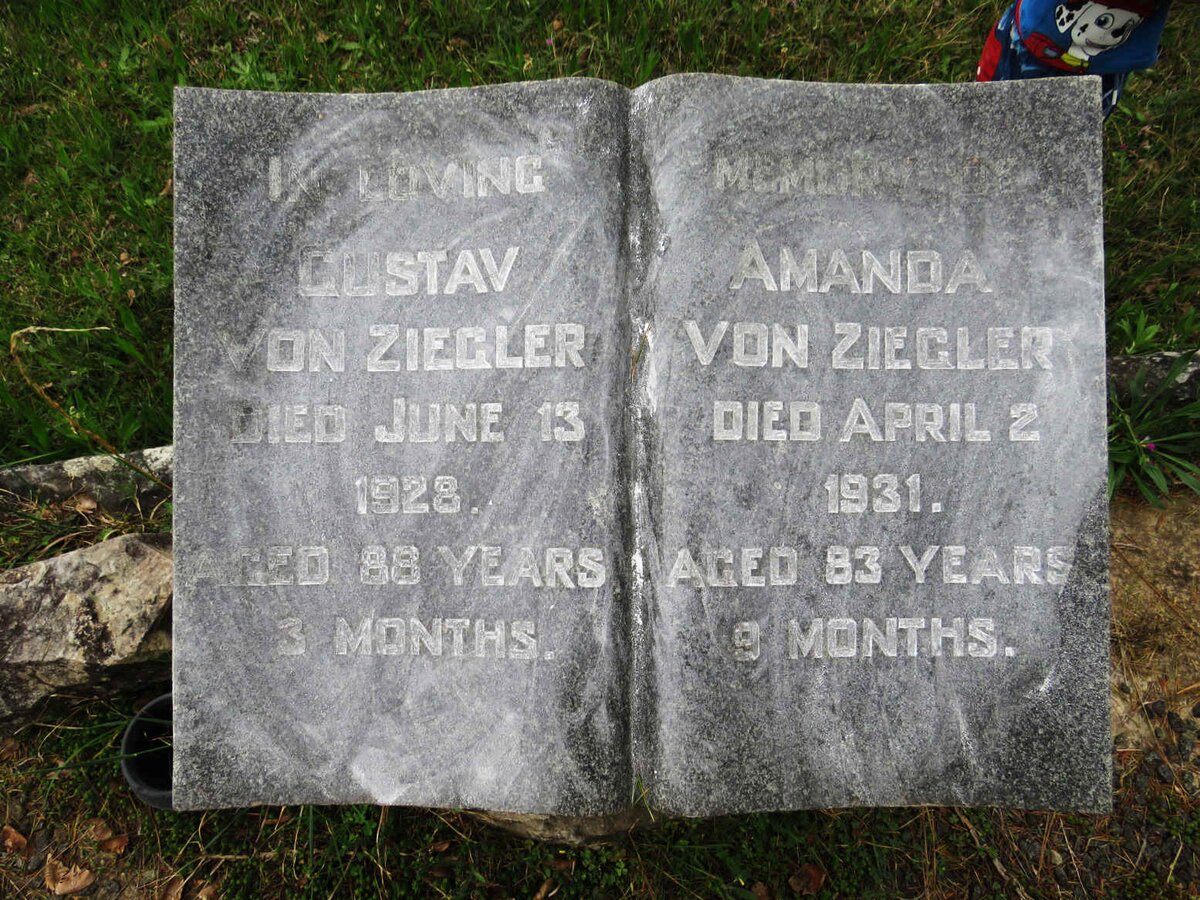 IN LOVING
GUSTAV
VON ZIEGLER
DIED JUNE 13
1928.
AGED 88 YEARS
3 MONTHS.
MEMORY OF
AMANDA
VON ZIEGLER
DIED APRIL 2
1931.
AGED 83 YEARS
9 MONTHS.